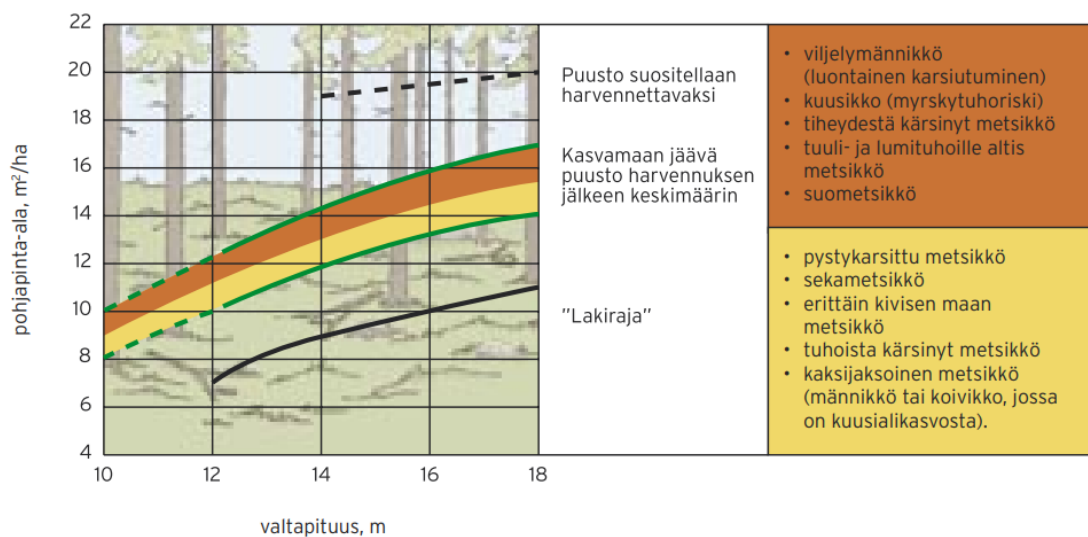 22
20
18
16
14
12
10
8
6
4
pohjapinta-ala, m²/ha
10 12 14 16 18
valtapituus, m
Puusto suositellaan
harvennettavaksi
Kasvamaan jäävä
puusto harvennuksen
jälkeen keskimäärin
"Lakiraja"
• viljelymännikkö
(luontainen karsiutuminen)
• kuusikko (myrskytuhoriski)
• tiheydestä kärsinyt metsikkö
• tuuli- ja lumituhoille altis
metsikkö
• suometsikkö
• pystykarsittu metsikkö
• sekametsikkö
• erittäin kivisen maan
metsikkö
• tuhoista kärsinyt metsikkö
• kaksijaksoinen metsikkö
(männikkö tai koivikko, jossa
on kuusialikasvosta).